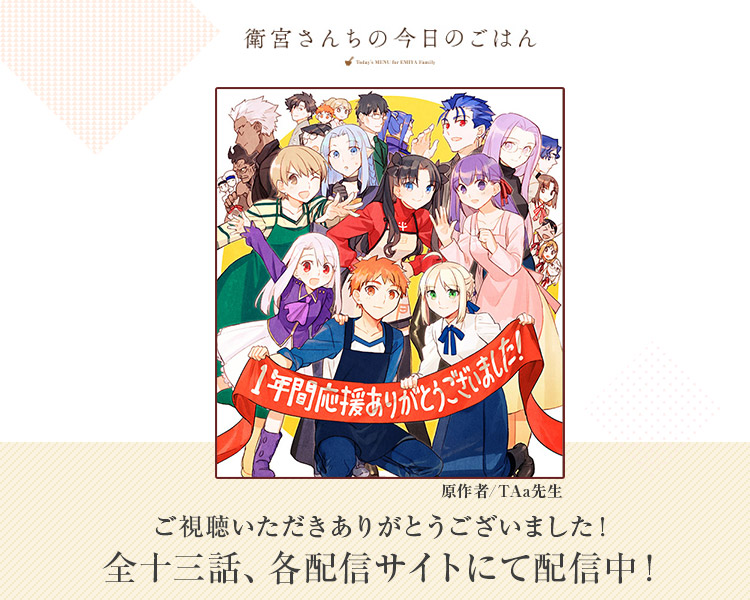 衛宮さんちの今日のごはん
Today's MENU for EMIYA Family
1年間応援ありがとうございました!
原作者/TAa先生
ご視聴いただきありがとうございました!
全十三話、各配信サイトにて配信中!